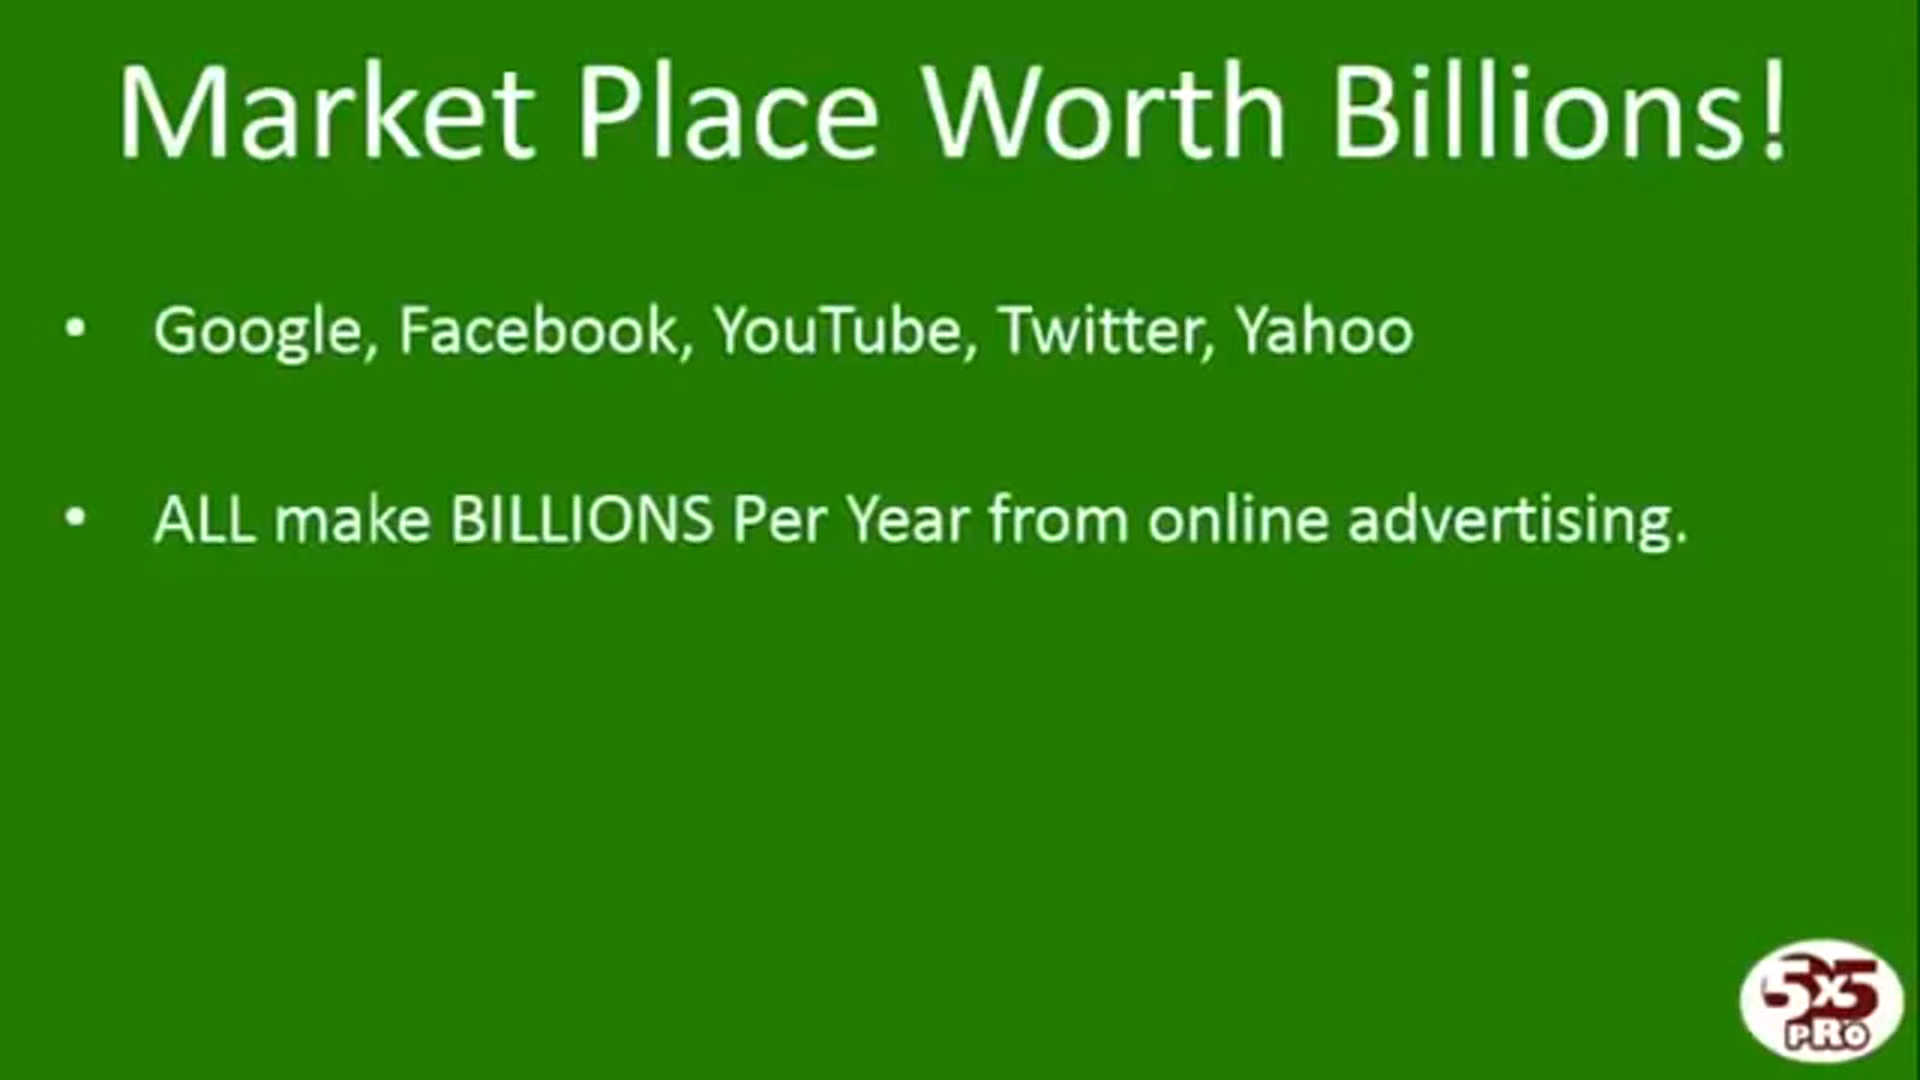 Market Place Worth Billions!
• Google, Facebook, YouTube, Twitter, Yahoo
• ALL make BILLIONS Per Year from online advertising.
5x5
PRO